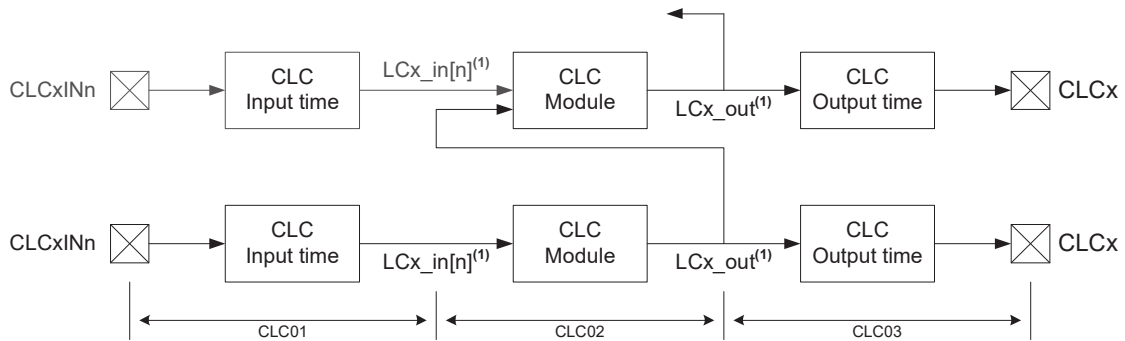 CLCxINn
CLC
Input time
LCx_in[n](1)
CLC
Module
LCx_out(1)
CLC
Output time
CLCx
CLCxINn
CLC
Input time
LCx_in[n](1)
CLC
Module
LCx_out(1)
CLC
Output time
CLCx
CLC01
CLC02
CLC03